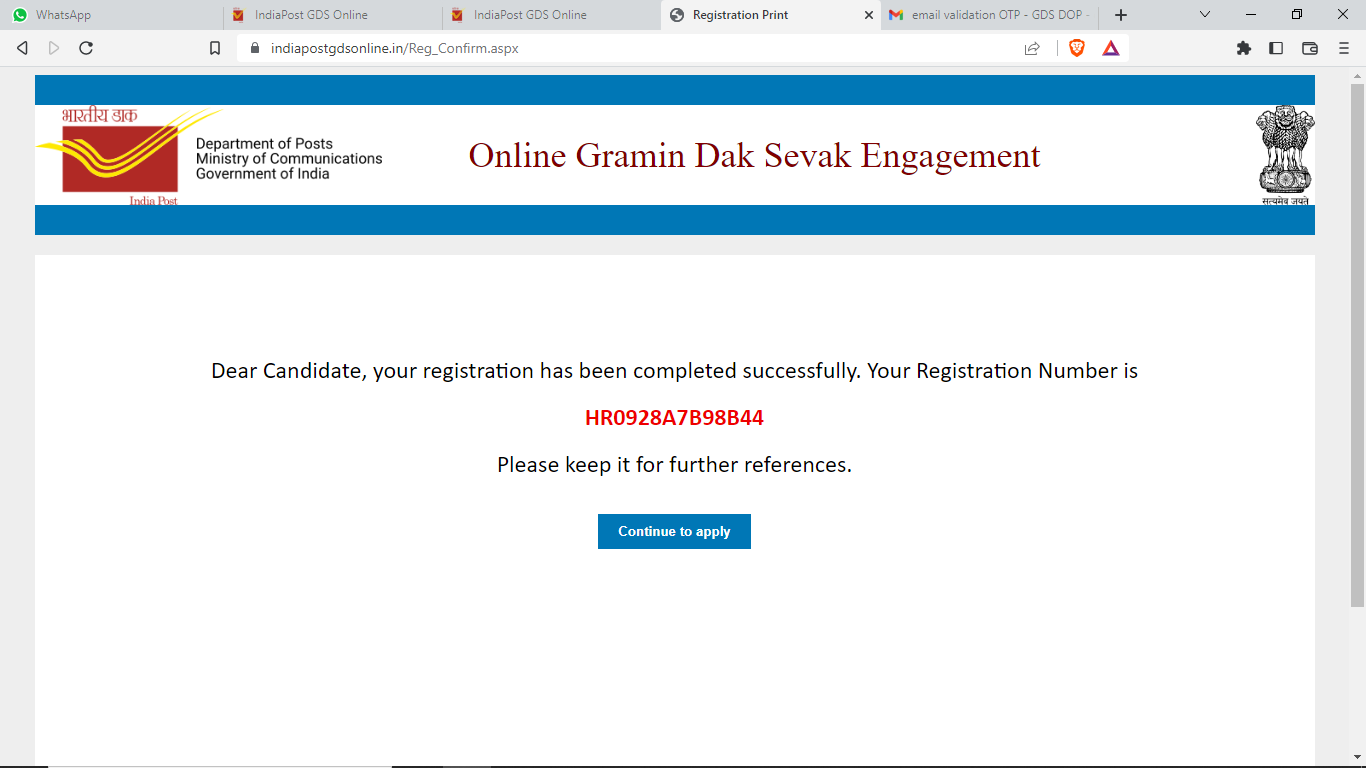 WhatsApp
IndiaPost GDS Online
IndiaPost GDS Online
Registration Print
email validation OTP - GDS DOP -
indiapostgdsonline.in/Reg_Confirm.aspx
भारतीय डाक
India Post
Department of Posts
Ministry of Communications
Government of India
Online Gramin Dak Sevak Engagement
सत्यमेव जयते
Dear Candidate, your registration has been completed successfully. Your Registration Number is
HR0928A7B98B44
Please keep it for further references.
Continue to apply